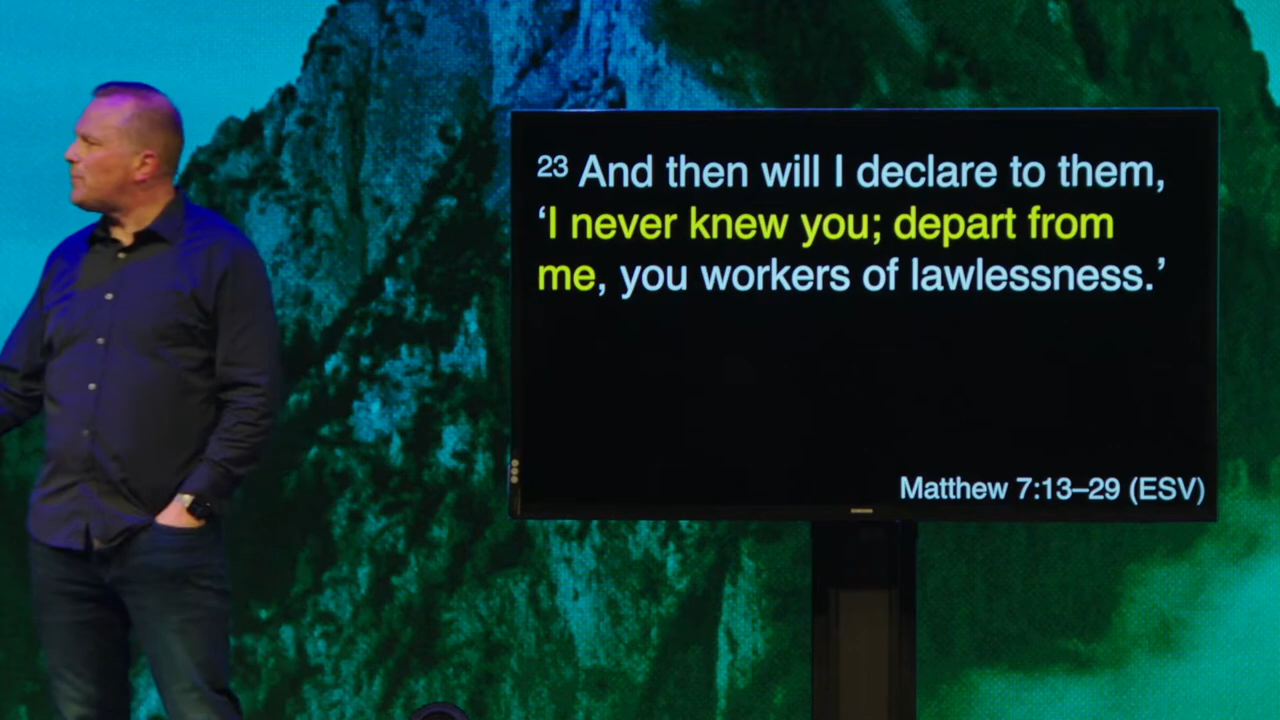 23 And then will I declare to them,
‘I never knew you; depart from
me, you workers of lawlessness.’
Matthew 7:13–29 (ESV)
SAMSUNG